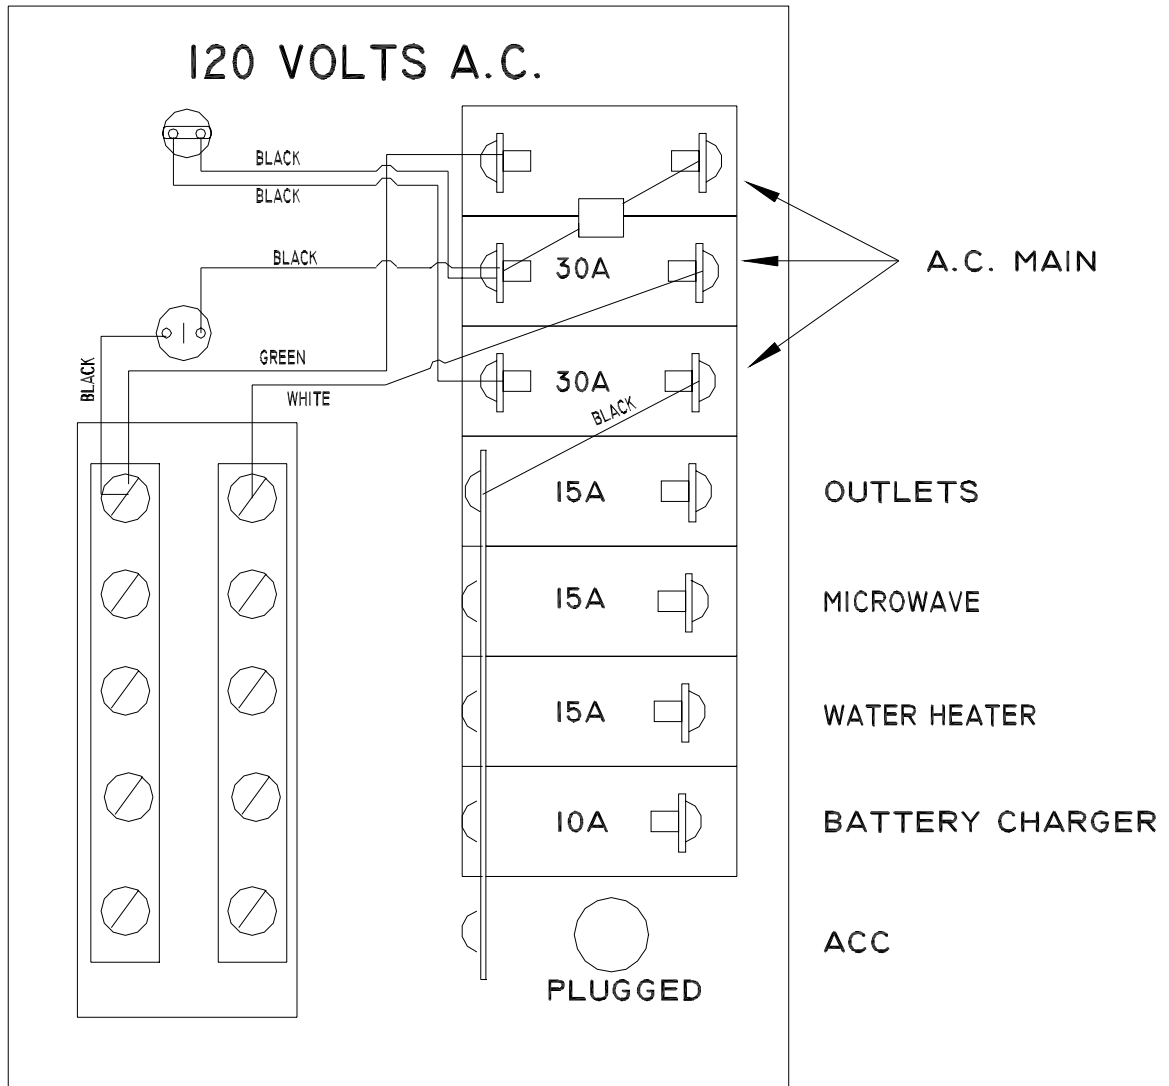 120 VOLTS A.C.
BLACK
BLACK
BLACK
30A
A.C. MAIN
GREEN
BLACK
WHITE
30A
BLACK
15A
OUTLETS
15A
MICROWAVE
15A
WATER HEATER
10A
BATTERY CHARGER
ACC
PLUGGED